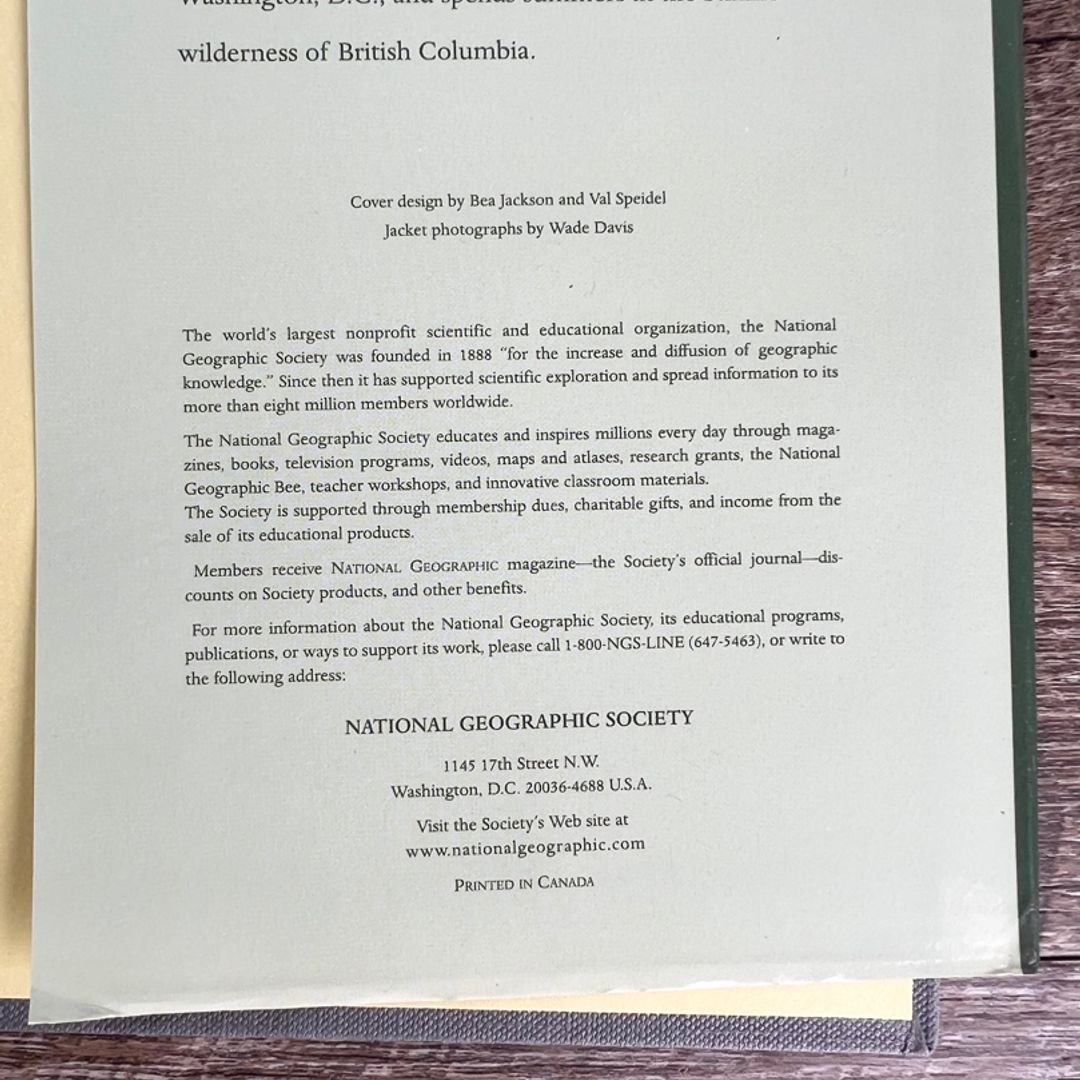 Washington, D.C., and spends summers
wilderness of British Columbia.
Cover design by Bea Jackson and Val Speidel
Jacket photographs by Wade Davis
The world's largest nonprofit scientific and educational organization, the National
Geographic Society was founded in 1888 “for the increase and diffusion of geographic
knowledge.” Since then it has supported scientific exploration and spread information to its
more than eight million members worldwide.
The National Geographic Society educates and inspires millions every day through maga-
zines, books, television programs, videos, maps and atlases, research grants, the National
Geographic Bee, teacher workshops, and innovative classroom materials.
The Society is supported through membership dues, charitable gifts, and income from the
sale of its educational products.
Members receive NATIONAL GEOGRAPHIC magazine—the Society's official journal—dis-
counts on Society products, and other benefits.
For more information about the National Geographic Society, its educational programs,
publications, or ways to support its work, please call 1-800-NGS-LINE (647-5463), or write to
the following address:
NATIONAL GEOGRAPHIC SOCIETY
1145 17th Street N.W.
Washington, D.C. 20036-4688 U.S.A.
Visit the Society's Web site at
www.nationalgeographic.com
PRINTED IN CANADA